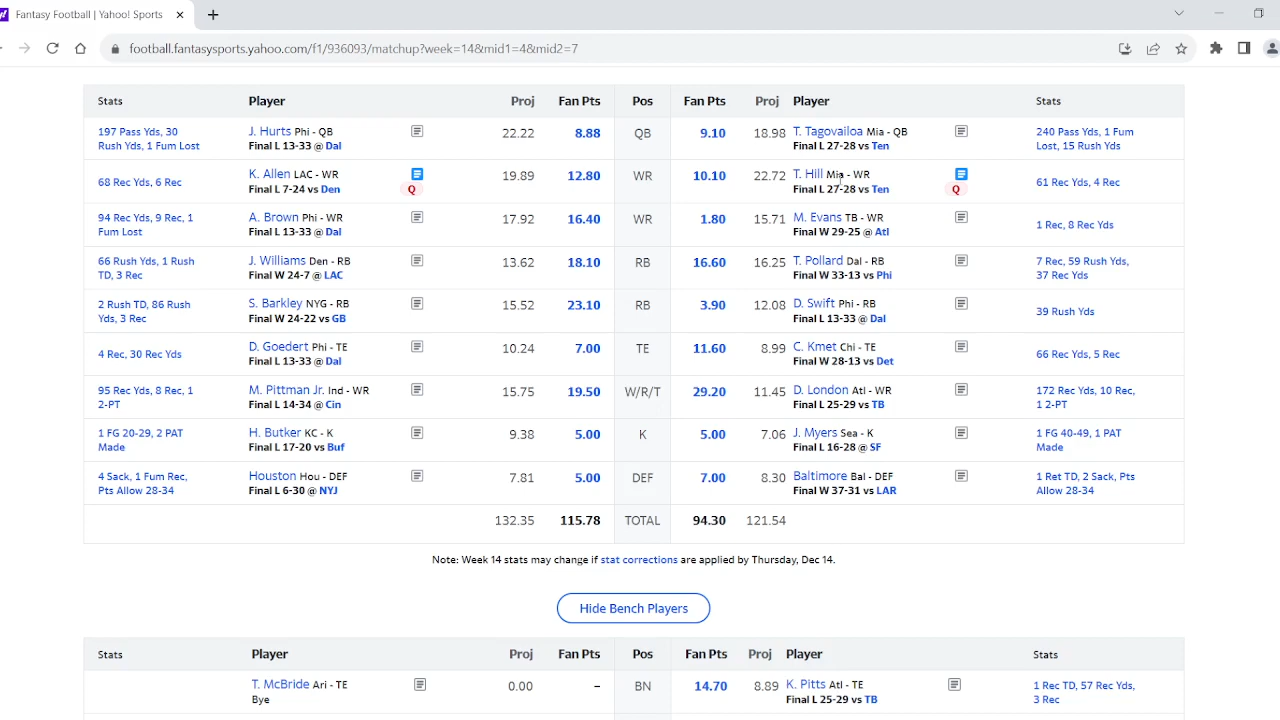 Fantasy Football | Yahoo! Sports
football.fantasysports.yahoo.com/f1/936093/matchup?week=14&mid1=4&mid2=7
Stats Player Proj Fan Pts Pos Fan Pts Proj Player Stats
197 Pass Yds, 30 J. Hurts Phi - QB 22.22 8.88 QB 9.10 18.98 T. Tagovailoa Mia - QB 240 Pass Yds, 1 Fum
Rush Yds, 1 Fum Lost Final L 13-33 @ Dal Final L 27-28 vs Ten Lost, 15 Rush Yds
68 Rec Yds, 6 Rec K. Allen LAC - WR 19.89 12.80 WR 10.10 22.72 T. Hill Mia - WR 61 Rec Yds, 4 Rec
Final L 7-24 vs Den Q Final L 27-28 vs Ten Q
94 Rec Yds, 9 Rec, 1 A. Brown Phi - WR 17.92 16.40 WR 1.80 15.71 M. Evans TB - WR 1 Rec, 8 Rec Yds
Fum Lost Final L 13-33 @ Dal Final W 29-25 @ Atl
66 Rush Yds, 1 Rush J. Williams Den - RB 13.62 18.10 RB 16.60 16.25 T. Pollard Dal - RB 7 Rec, 59 Rush Yds,
TD, 3 Rec Final W 24-7 @ LAC Final W 33-13 vs Phi 37 Rec Yds
2 Rush TD, 86 Rush S. Barkley NYG - RB 15.52 23.10 RB 3.90 12.08 D. Swift Phi - RB 39 Rush Yds
Yds, 3 Rec Final W 24-22 vs GB Final L 13-33 @ Dal
4 Rec, 30 Rec Yds D. Goedert Phi - TE 10.24 7.00 TE 11.60 8.99 C. Kmet Chi - TE 66 Rec Yds, 5 Rec
Final L 13-33 @ Dal Final W 28-13 vs Det
95 Rec Yds, 8 Rec, 1 M. Pittman Jr. Ind - WR 15.75 19.50 W/R/T 29.20 11.45 D. London Atl - WR 172 Rec Yds, 10 Rec,
2-PT Final L 14-34 @ Cin Final L 25-29 vs TB 1 2-PT
1 FG 20-29, 2 PAT H. Butker KC - K 9.38 5.00 K 5.00 7.06 J. Myers Sea - K 1 FG 40-49, 1 PAT
Made Final L 17-20 vs Buf Final L 16-28 @ SF Made
4 Sack, 1 Fum Rec, Houston Hou - DEF 7.81 5.00 DEF 7.00 8.30 Baltimore Bal - DEF 1 Ret TD, 2 Sack, Pts
Pts Allow 28-34 Final L 6-30 @ NYJ Final W 37-31 vs LAR Allow 28-34
132.35 115.78 TOTAL 94.30 121.54
Note: Week 14 stats may change if stat corrections are applied by Thursday, Dec 14.
Hide Bench Players
Stats Player Proj Fan Pts Pos Fan Pts Proj Player Stats
T. McBride Ari - TE 0.00 – BN 14.70 8.89 K. Pitts Atl - TE 1 Rec TD, 57 Rec Yds,
Bye Final L 25-29 vs TB 3 Rec